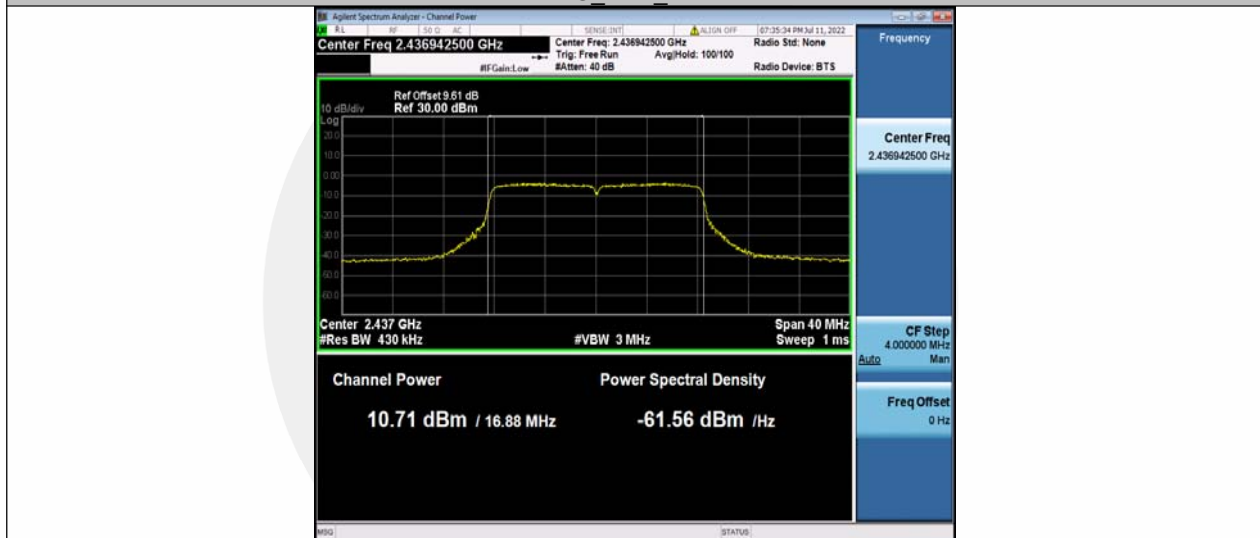 Agilent Spectrum Analyzer - Channel Power
RL RF 50 Ω AC SENSE:INT ALIGN OFF 07:35:34 PM Jul 11, 2022
Center Freq 2.436942500 GHz
Center Freq: 2.436942500 GHz
Radio Std: None
Trig: Free Run Avg|Hold: 100/100
#IFGain:Low #Atten: 40 dB
Radio Device: BTS
Frequency
Ref Offset 9.61 dB
10 dB/div Ref 30.00 dBm
Log
20.0
10.0
0.00
-10.0
-20.0
-30.0
-40.0
-50.0
-60.0
Center Freq
2.436942500 GHz
Center 2.437 GHz
Span 40 MHz
#Res BW 430 kHz #VBW 3 MHz Sweep 1 ms
CF Step
4.000000 MHz
Auto Man
Channel Power Power Spectral Density
10.71 dBm / 16.88 MHz -61.56 dBm /Hz
Freq Offset
0 Hz
MSG STATUS